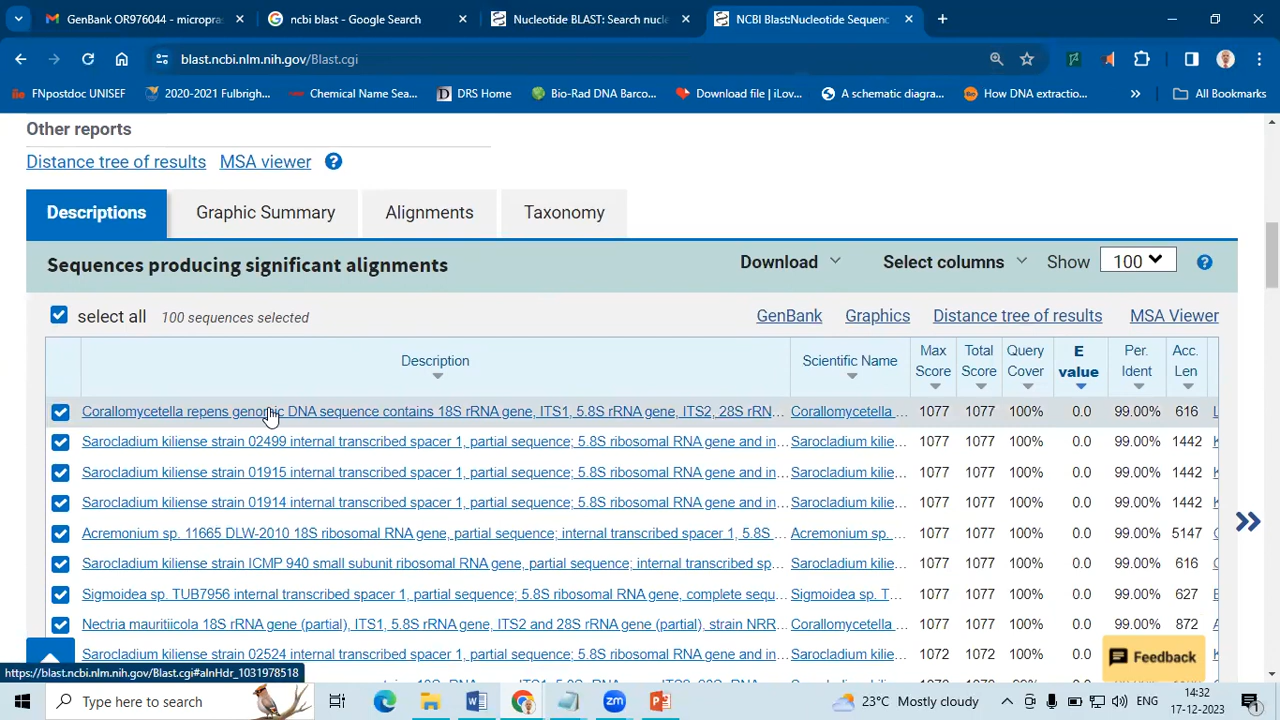 GenBank OR976044 - micropras
ncbi blast - Google Search
Nucleotide BLAST: Search nucle
NCBI Blast:Nucleotide Sequenc
blast.ncbi.nlm.nih.gov/Blast.cgi
FNpostdoc UNISEF
2020-2021 Fulbrigh...
Chemical Name Sea...
DRS Home
Bio-Rad DNA Barco...
Download file | iLov...
A schematic diagra...
How DNA extractio...
All Bookmarks
Other reports
Distance tree of results MSA viewer ?
Descriptions Graphic Summary Alignments Taxonomy
Sequences producing significant alignments Download Select columns Show 100 ?
select all 100 sequences selected GenBank Graphics Distance tree of results MSA Viewer
Description Scientific Name Max Score Total Score Query Cover E value Per. Ident Acc. Len
Corallomycetella repens genomic DNA sequence contains 18S rRNA gene, ITS1, 5.8S rRNA gene, ITS2, 28S rRN... Corallomycetella ... 1077 1077 100% 0.0 99.00% 616
Sarocladium kiliense strain 02499 internal transcribed spacer 1, partial sequence; 5.8S ribosomal RNA gene and in... Sarocladium kilie... 1077 1077 100% 0.0 99.00% 1442
Sarocladium kiliense strain 01915 internal transcribed spacer 1, partial sequence; 5.8S ribosomal RNA gene and in... Sarocladium kilie... 1077 1077 100% 0.0 99.00% 1442
Sarocladium kiliense strain 01914 internal transcribed spacer 1, partial sequence; 5.8S ribosomal RNA gene and in... Sarocladium kilie... 1077 1077 100% 0.0 99.00% 1442
Acremonium sp. 11665 DLW-2010 18S ribosomal RNA gene, partial sequence; internal transcribed spacer 1, 5.8S ... Acremonium sp. ... 1077 1077 100% 0.0 99.00% 5147
Sarocladium kiliense strain ICMP 940 small subunit ribosomal RNA gene, partial sequence; internal transcribed sp... Sarocladium kilie... 1077 1077 100% 0.0 99.00% 616
Sigmoidea sp. TUB7956 internal transcribed spacer 1, partial sequence; 5.8S ribosomal RNA gene, complete sequ... Sigmoidea sp. T... 1077 1077 100% 0.0 99.00% 627
Nectria mauritiicola 18S rRNA gene (partial), ITS1, 5.8S rRNA gene, ITS2 and 28S rRNA gene (partial), strain NRR... Corallomycetella ... 1077 1077 100% 0.0 99.00% 872
Sarocladium kiliense strain 02524 internal transcribed spacer 1, partial sequence; 5.8S ribosomal RNA gene and in... Sarocladium kilie... 1072
Feedback
https://blast.ncbi.nlm.nih.gov/Blast.cgi#alnHdr_1031978518
Type here to search
23°C Mostly cloudy
ENG
14:32
17-12-2023
1